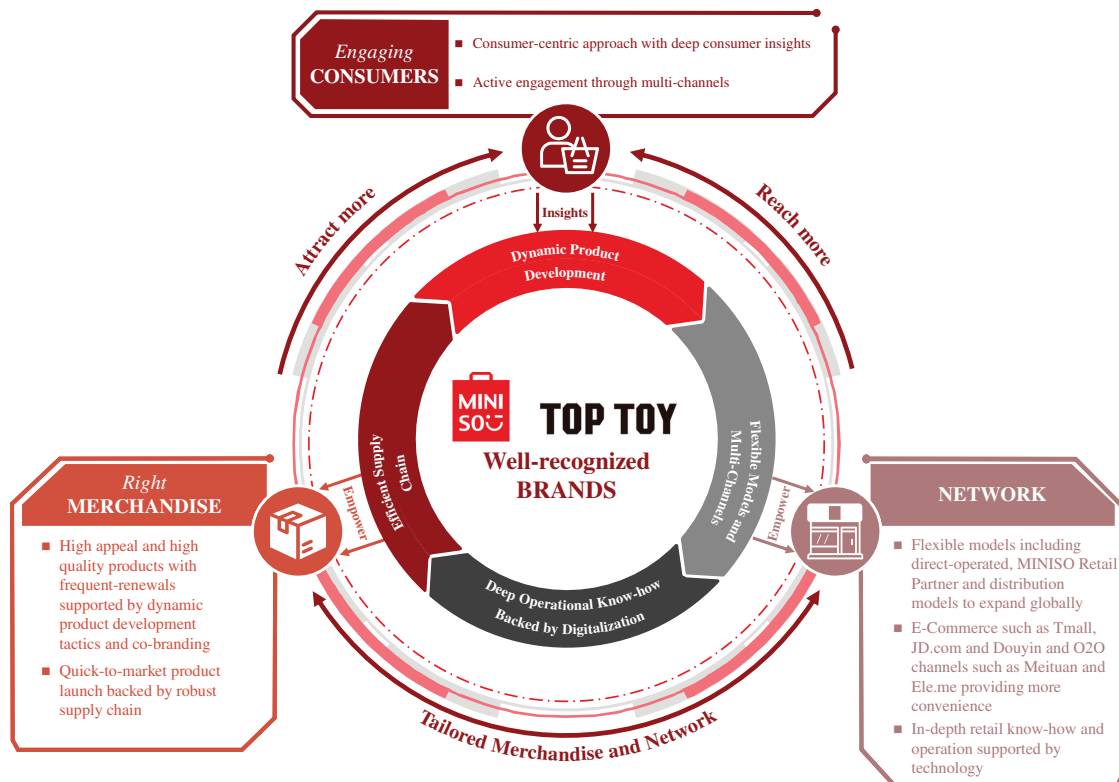 Engaging
CONSUMERS
■ Consumer-centric approach with deep consumer insights
■ Active engagement through multi-channels
Attract more
Reach more
Insights
Dynamic Product
Development
MINI
SO
TOP TOY
Well-recognized
BRANDS
Efficient Supply
Chain
Flexible Models and
Multi-Channels
Deep Operational Know-how
Backed by Digitalization
Empower
Empower
Right
MERCHANDISE
■ High appeal and high
quality products with
frequent-renewals
supported by dynamic
product development
tactics and co-branding
■ Quick-to-market product
launch backed by robust
supply chain
NETWORK
■ Flexible models including
direct-operated, MINISO Retail
Partner and distribution
models to expand globally
■ E-Commerce such as Tmall,
JD.com and Douyin and O2O
channels such as Meituan and
Ele.me providing more
convenience
■ In-depth retail know-how and
operation supported by
technology
Tailored Merchandise and Network